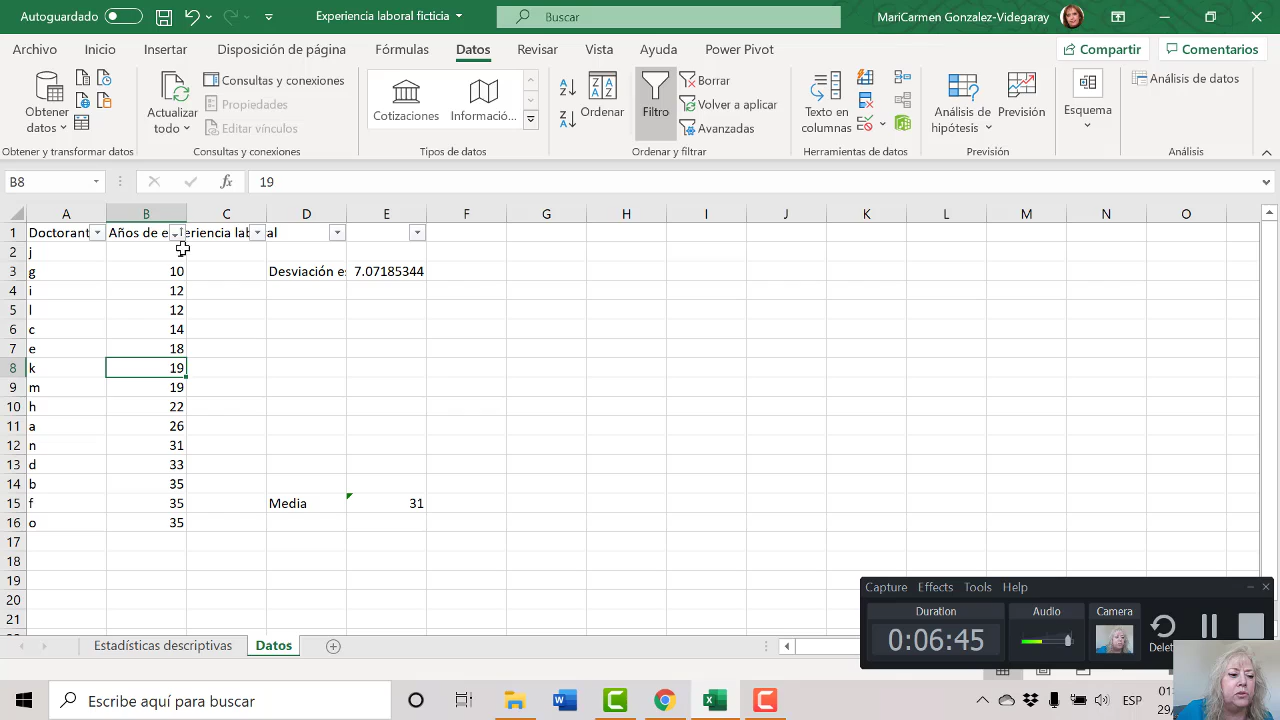 Autoguardado Experiencia laboral ficticia Buscar MariCarmen Gonzalez-Videgaray
Archivo Inicio Insertar Disposición de página Fórmulas Datos Revisar Vista Ayuda Power Pivot Compartir Comentarios
Obtener datos
Actualizar todo
Consultas y conexiones
Propiedades
Editar vínculos
Cotizaciones Informació...
Ordenar
Filtro
Borrar
Volver a aplicar
Avanzadas
Texto en columnas
Análisis de hipótesis
Previsión
Esquema
Análisis de datos
Obtener y transformar datos Consultas y conexiones Tipos de datos Ordenar y filtrar Herramientas de datos Previsión Análisis
B8 fx 19
A B C D E F G H I J K L M N O
1 Doctorant Años de e eriencia lab al
2 j
3 g 10 Desviación es 7.07185344
4 i 12
5 l 12
6 c 14
7 e 18
8 k 19
9 m 19
10 h 22
11 a 26
12 n 31
13 d 33
14 b 35
15 f 35 Media 31
16 o 35
17
18
19
20
21
Capture Effects Tools Help
Duration Audio Camera
0:06:45 Delet
Estadísticas descriptivas Datos
Escribe aquí para buscar ESP